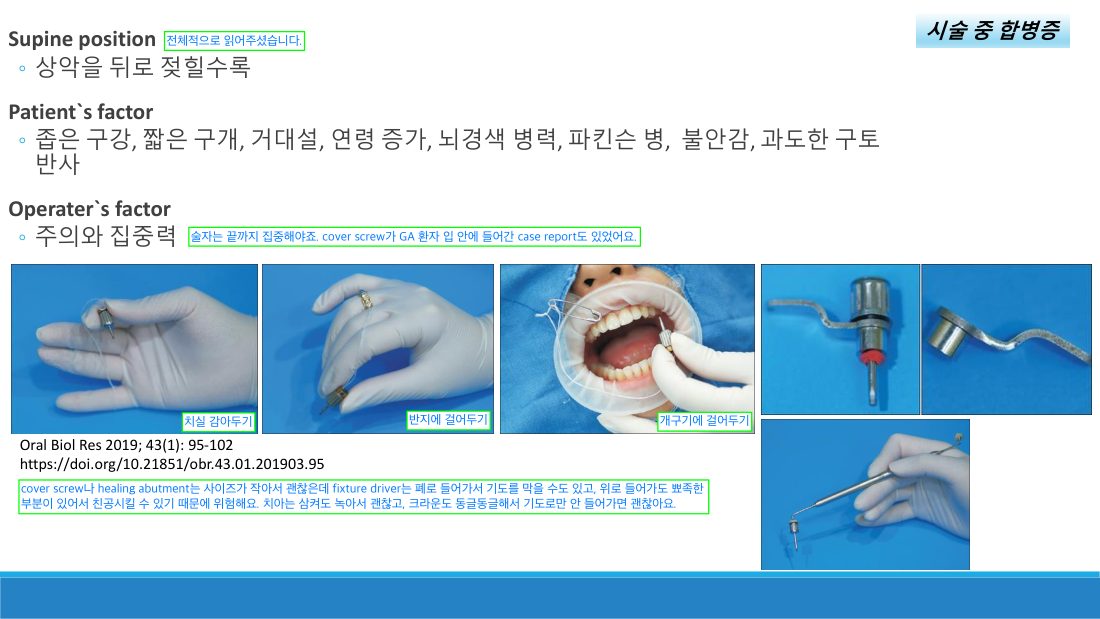 시술 중 합병증
Supine position 전체적으로 읽어주셨습니다.
◦ 상악을 뒤로 젖힐수록
Patient`s factor
◦ 좁은 구강, 짧은 구개, 거대설, 연령 증가, 뇌경색 병력, 파킨슨 병, 불안감, 과도한 구토
반사
Operater`s factor
◦ 주의와 집중력 술자는 끝까지 집중해야죠. cover screw가 GA 환자 입 안에 들어간 case report도 있었어요.
치실 감아두기
반지에 걸어두기
개구기에 걸어두기
Oral Biol Res 2019; 43(1): 95-102
https://doi.org/10.21851/obr.43.01.201903.95
cover screw나 healing abutment는 사이즈가 작아서 괜찮은데 fixture driver는 폐로 들어가서 기도를 막을 수도 있고, 위로 들어가도 뾰족한
부분이 있어서 친공시킬 수 있기 때문에 위험해요. 치아는 삼켜도 녹아서 괜찮고, 크라운도 동글동글해서 기도로만 안 들어가면 괜찮아요.